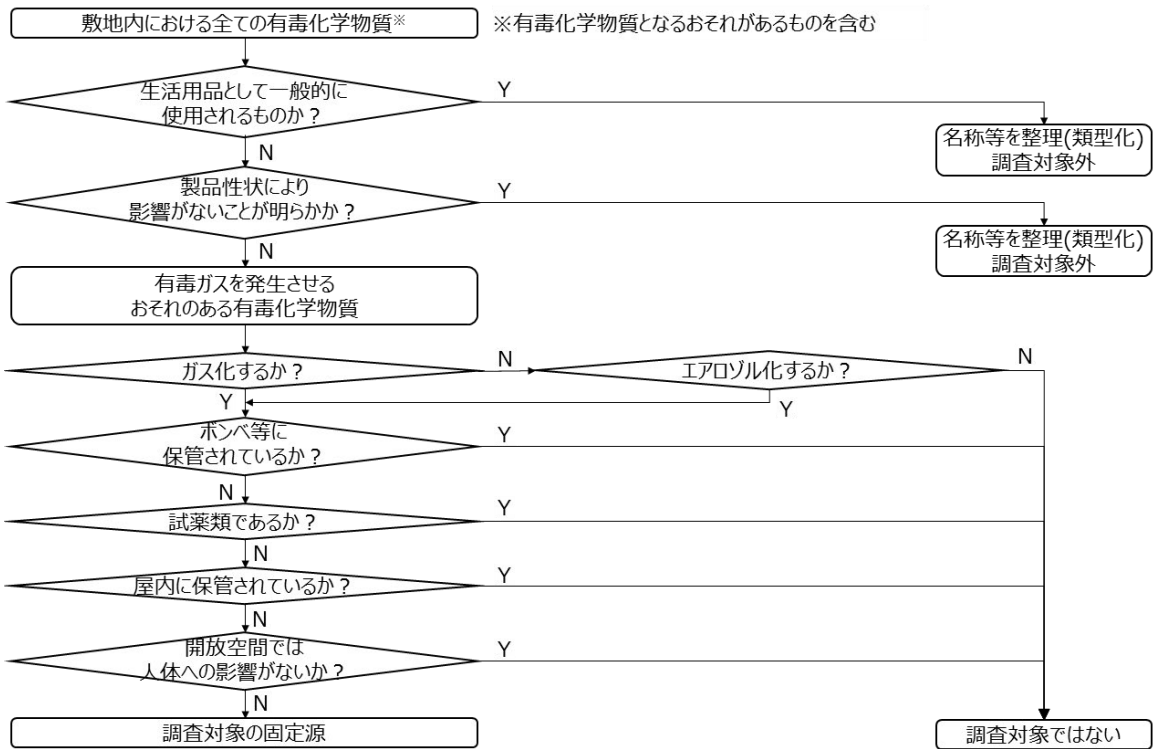 敷地内における全ての有毒化学物質※
※有毒化学物質となるおそれがあるものを含む
生活用品として一般的に
使用されるものか？
Y
名称等を整理(類型化)
調査対象外
N
製品性状により
影響がないことが明らかか？
Y
名称等を整理(類型化)
調査対象外
N
有毒ガスを発生させる
おそれのある有毒化学物質
ガス化するか？
N
エアロゾル化するか？
N
Y
Y
ボンベ等に
保管されているか？
Y
N
試薬類であるか？
Y
N
屋内に保管されているか？
Y
N
開放空間では
人体への影響がないか？
Y
N
調査対象の固定源
調査対象ではない